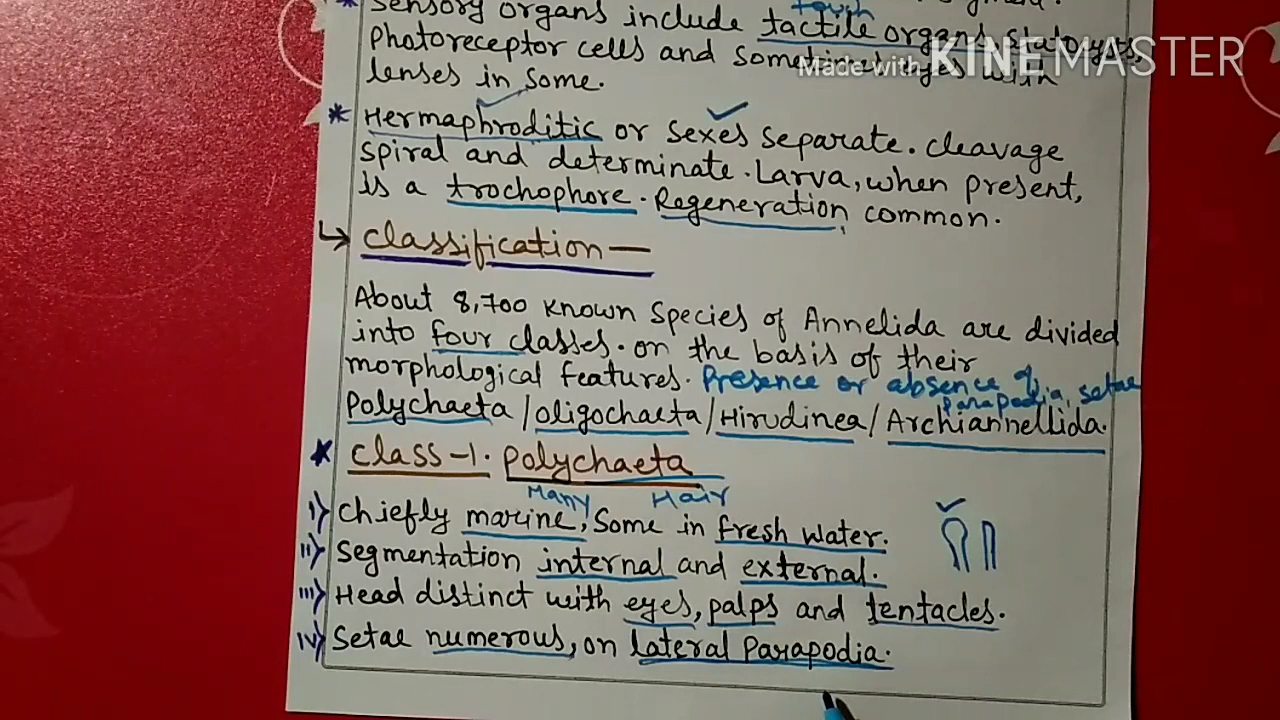 touch
* Sensory organs include tactile organs, statocysts,
Photoreceptor cells and sometimes eyes with
lenses in some.
Made with KINEMASTER
* Hermaphroditic or sexes separate. cleavage
spiral and determinate. Larva, when present,
is a trochophore. Regeneration common.
↳ Classification —
About 8,700 known species of Annelida are divided
into four classes. on the basis of their
morphological features. Presence or absence of
parapodia, setae
Polychaeta / oligochaeta / Hirudinea / Archiannellida.
* Class-1. Polychaeta
Many Hair
i) Chiefly marine, Some in fresh water.
ii) Segmentation internal and external.
iii) Head distinct with eyes, palps and tentacles.
iv) Setae numerous, on lateral Parapodia.